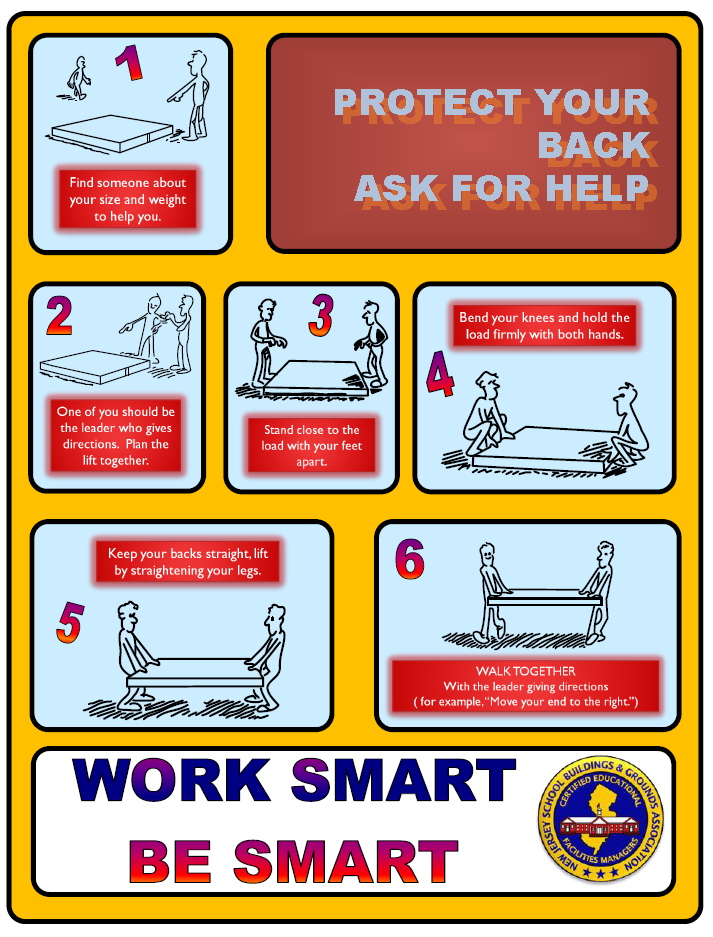 1
Find someone about
your size and weight
to help you.
PROTECT YOUR
BACK
ASK FOR HELP
2
One of you should be
the leader who gives
directions. Plan the
lift together.
3
Stand close to the
load with your feet
apart.
Bend your knees and hold the
load firmly with both hands.
4
Keep your backs straight, lift
by straightening your legs.
5
6
WALK TOGETHER
With the leader giving directions
( for example, "Move your end to the right.")
WORK SMART
BE SMART
NEW JERSEY SCHOOL BUILDINGS & GROUNDS ASSOCIATION
CERTIFIED EDUCATIONAL
FACILITIES MANAGERS